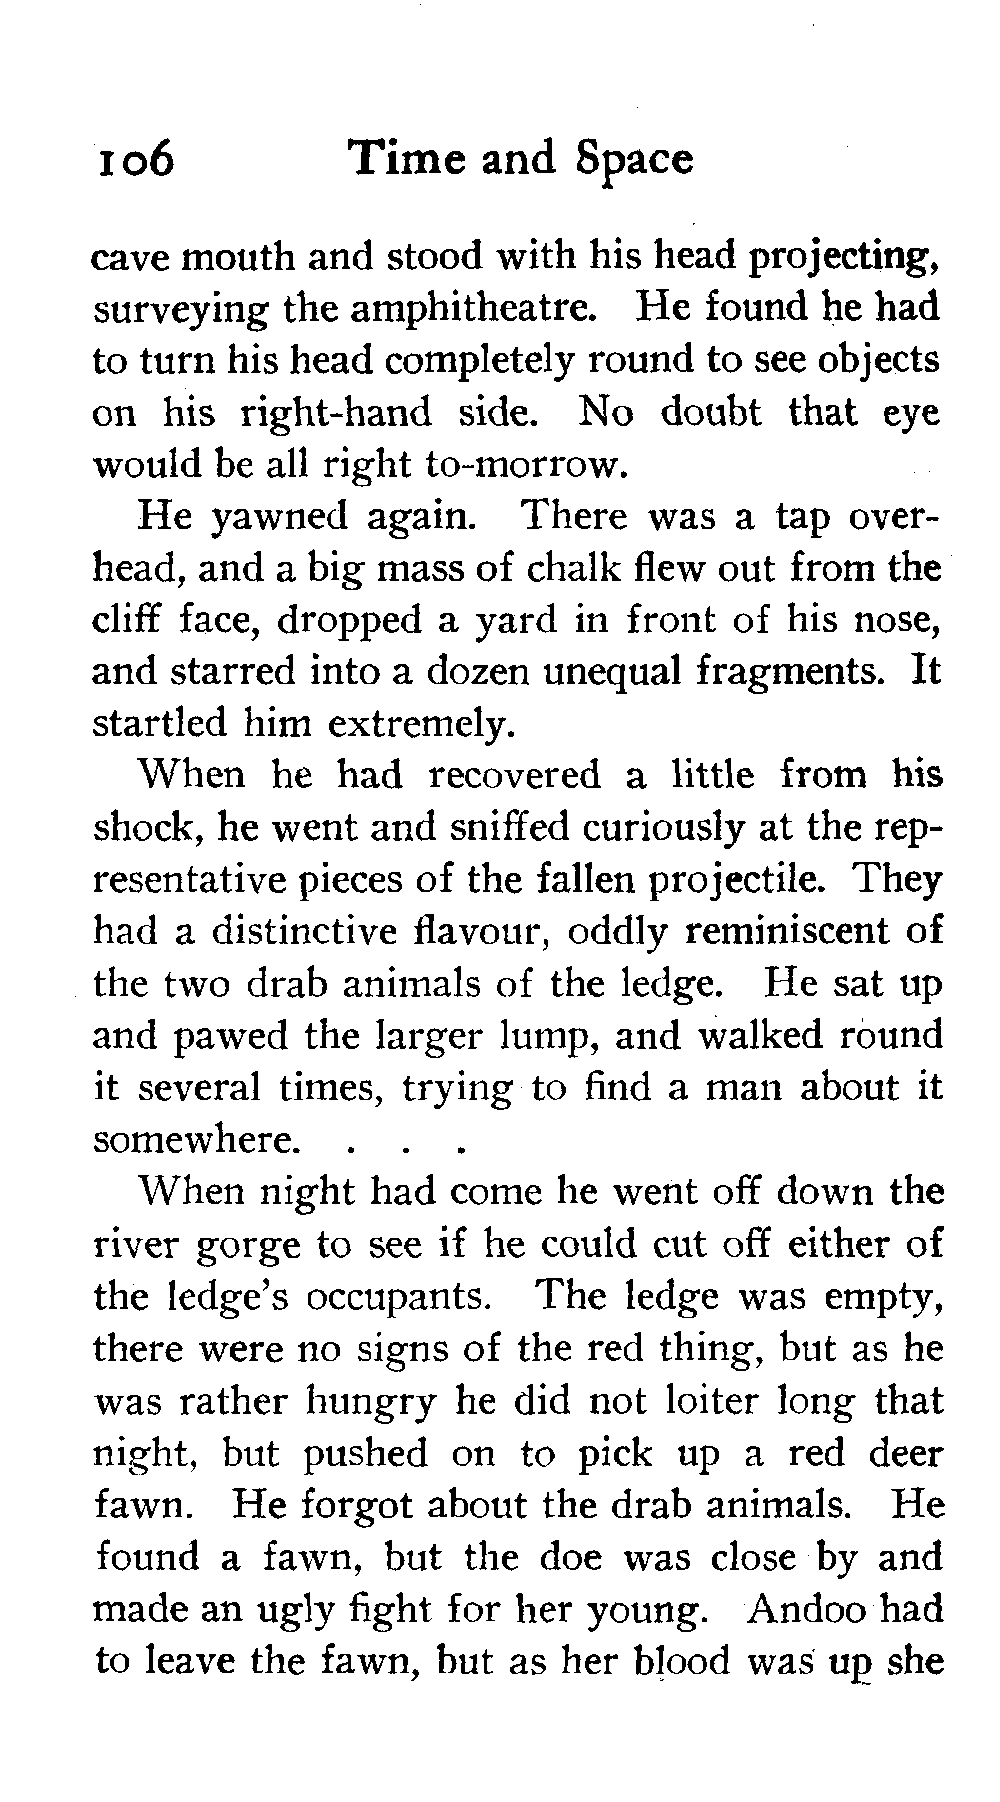 106 Time and Space
cave mouth and stood with his head projecting,
surveying the amphitheatre. He found he had
to turn his head completely round to see objects
on his right-hand side. No doubt that eye
would be all right to-morrow.
He yawned again. There was a tap over-
head, and a big mass of chalk flew out from the
cliff face, dropped a yard in front of his nose,
and starred into a dozen unequal fragments. It
startled him extremely.
When he had recovered a little from his
shock, he went and sniffed curiously at the rep-
resentative pieces of the fallen projectile. They
had a distinctive flavour, oddly reminiscent of
the two drab animals of the ledge. He sat up
and pawed the larger lump, and walked round
it several times, trying to find a man about it
somewhere. . . .
When night had come he went off down the
river gorge to see if he could cut off either of
the ledge's occupants. The ledge was empty,
there were no signs of the red thing, but as he
was rather hungry he did not loiter long that
night, but pushed on to pick up a red deer
fawn. He forgot about the drab animals. He
found a fawn, but the doe was close by and
made an ugly fight for her young. Andoo had
to leave the fawn, but as her blood was up she